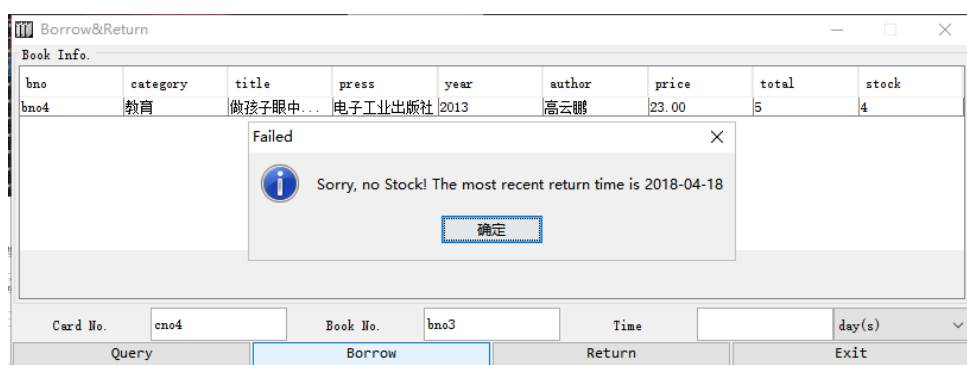 Borrow&Return
Book Info.
bno category title press year author price total stock
bno4 教育 做孩子眼中... 电子工业出版社 2013 高云鹏 23.00 5 4
Failed
Sorry, no Stock! The most recent return time is 2018-04-18
确定
Card No. cno4 Book No. bno3 Time day(s)
Query Borrow Return Exit